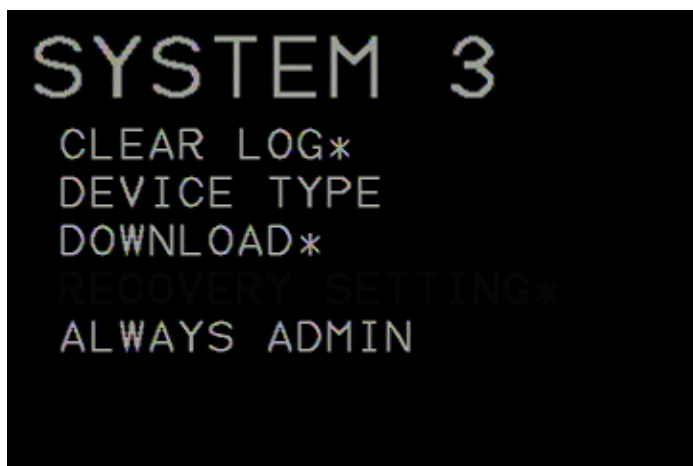 SYSTEM 3
CLEAR LOG*
DEVICE TYPE
DOWNLOAD*
RECOVERY SETTING*
ALWAYS ADMIN